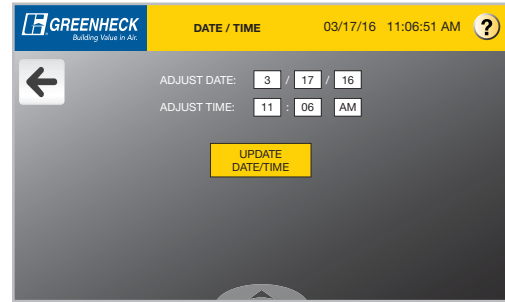 GREENHECK
Building Value in Air.
DATE / TIME
03/17/16 11:06:51 AM
?
ADJUST DATE: 3 / 17 / 16
ADJUST TIME: 11 : 06 AM
UPDATE
DATE/TIME